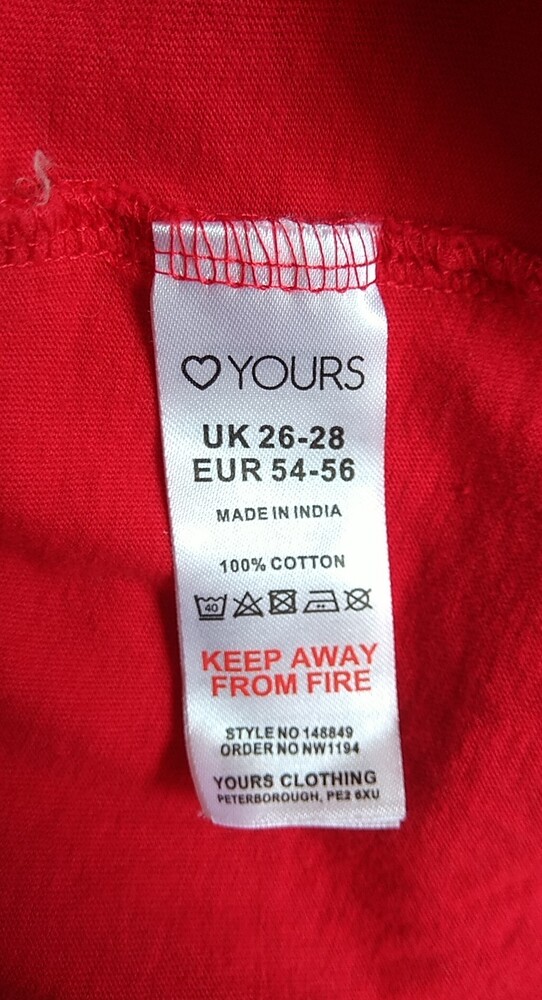 YOURS
UK 26-28
EUR 54-56
MADE IN INDIA
100% COTTON
40
KEEP AWAY
FROM FIRE
STYLE NO 148849
ORDER NO NW1194
YOURS CLOTHING
PETERBOROUGH, PE2 6XU